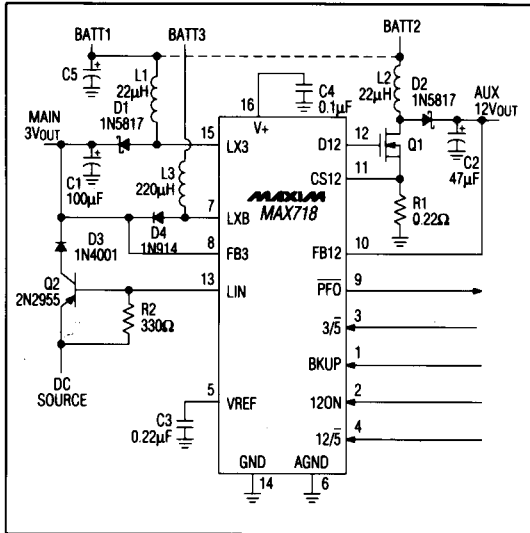 BATT1
BATT3
BATT2
C5
+
L1
22µH
16
V+
C4
0.1µF
L2
22µH
D2
1N5817
AUX
12VOUT
MAIN
3VOUT
D1
1N5817
15
LX3
D12
12
Q1
+
C2
47µF
+
C1
100µF
L3
220µH
CS12
11
MAXIM
MAX718
R1
0.22Ω
7
LXB
D4
1N914
8
FB3
FB12
10
D3
1N4001
PFO
9
Q2
2N2955
13
LIN
R2
330Ω
3/5
3
BKUP
1
DC
SOURCE
5
VREF
12ON
2
C3
0.22µF
12/5
4
GND
AGND
14
6